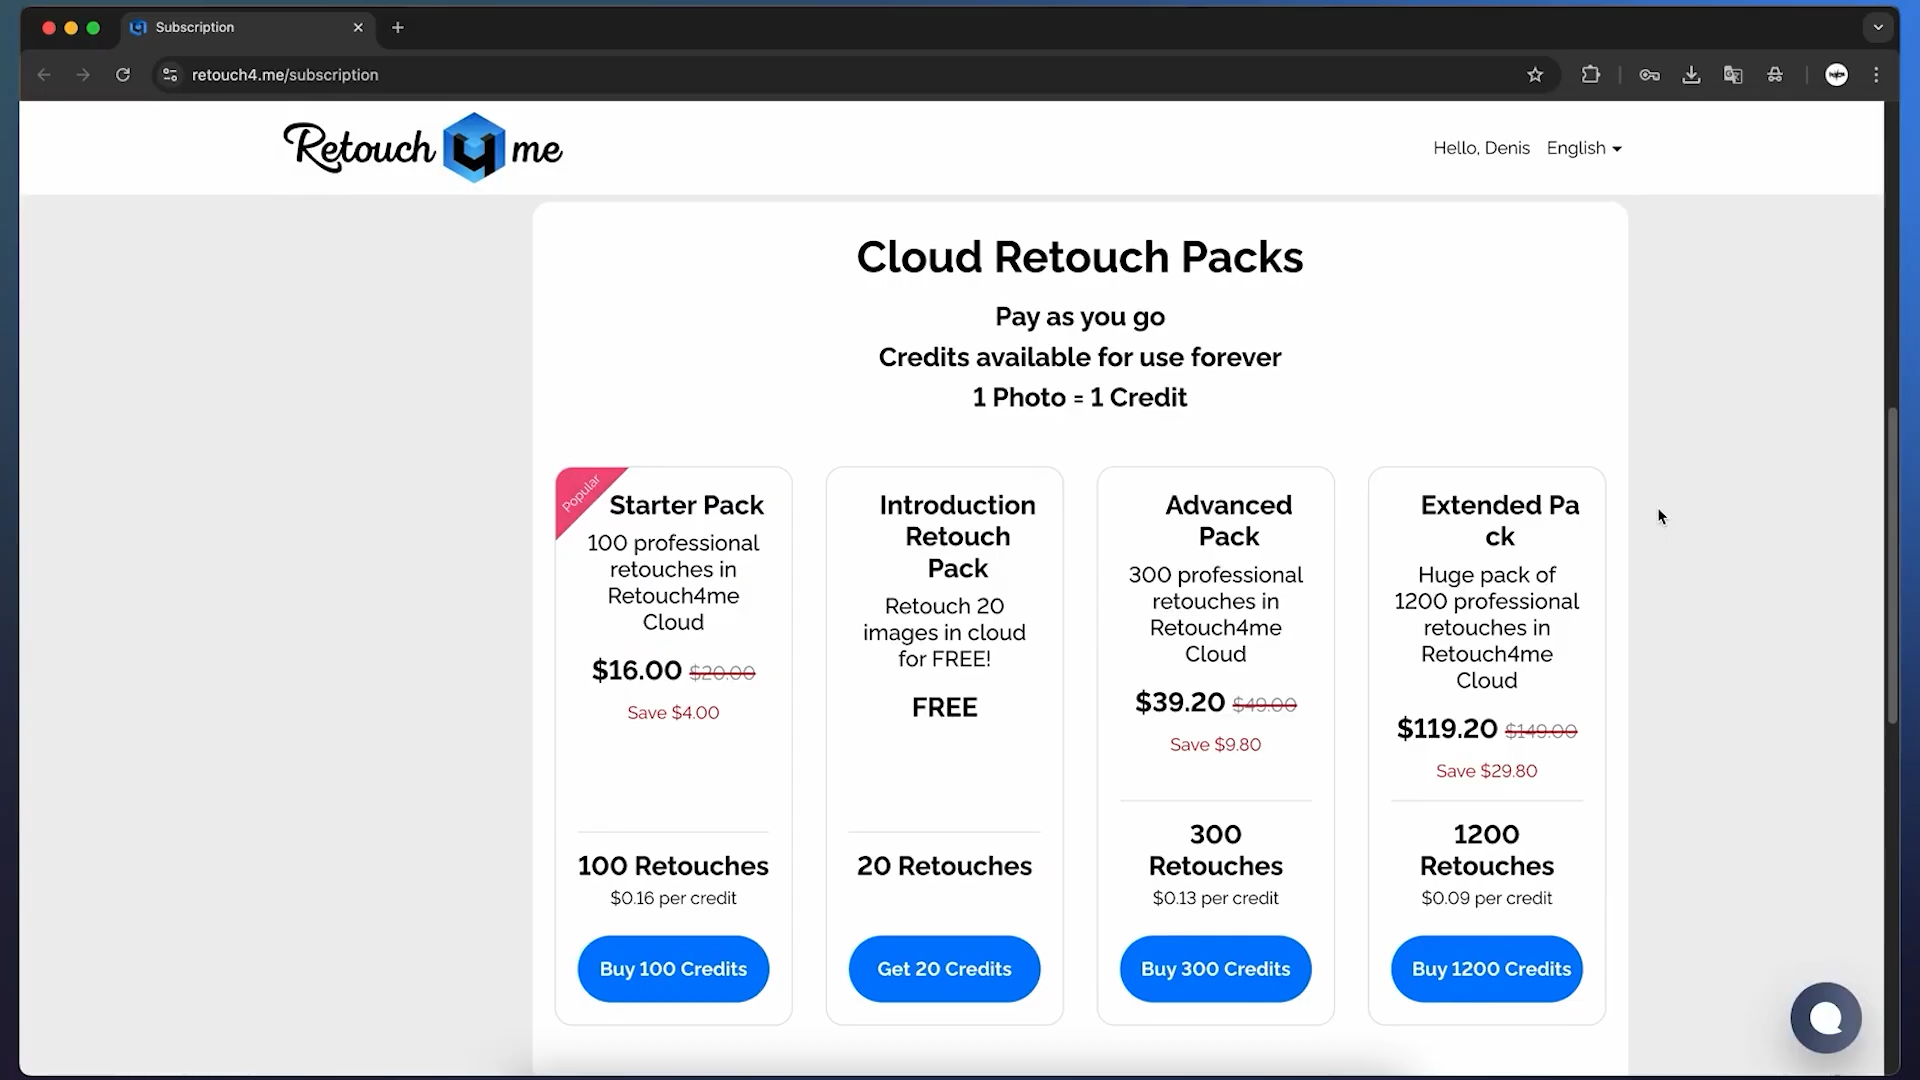 Subscription
retouch4.me/subscription
Retouch 4 me
Hello, Denis
English
Cloud Retouch Packs
Pay as you go
Credits available for use forever
1 Photo = 1 Credit
Popular
Starter Pack
100 professional
retouches in
Retouch4me
Cloud
$16.00 $20.00
Save $4.00
100 Retouches
$0.16 per credit
Buy 100 Credits
Introduction
Retouch
Pack
Retouch 20
images in cloud
for FREE!
FREE
20 Retouches
Get 20 Credits
Advanced
Pack
300 professional
retouches in
Retouch4me
Cloud
$39.20 $49.00
Save $9.80
300
Retouches
$0.13 per credit
Buy 300 Credits
Extended Pa
ck
Huge pack of
1200 professional
retouches in
Retouch4me
Cloud
$119.20 $149.00
Save $29.80
1200
Retouches
$0.09 per credit
Buy 1200 Credits